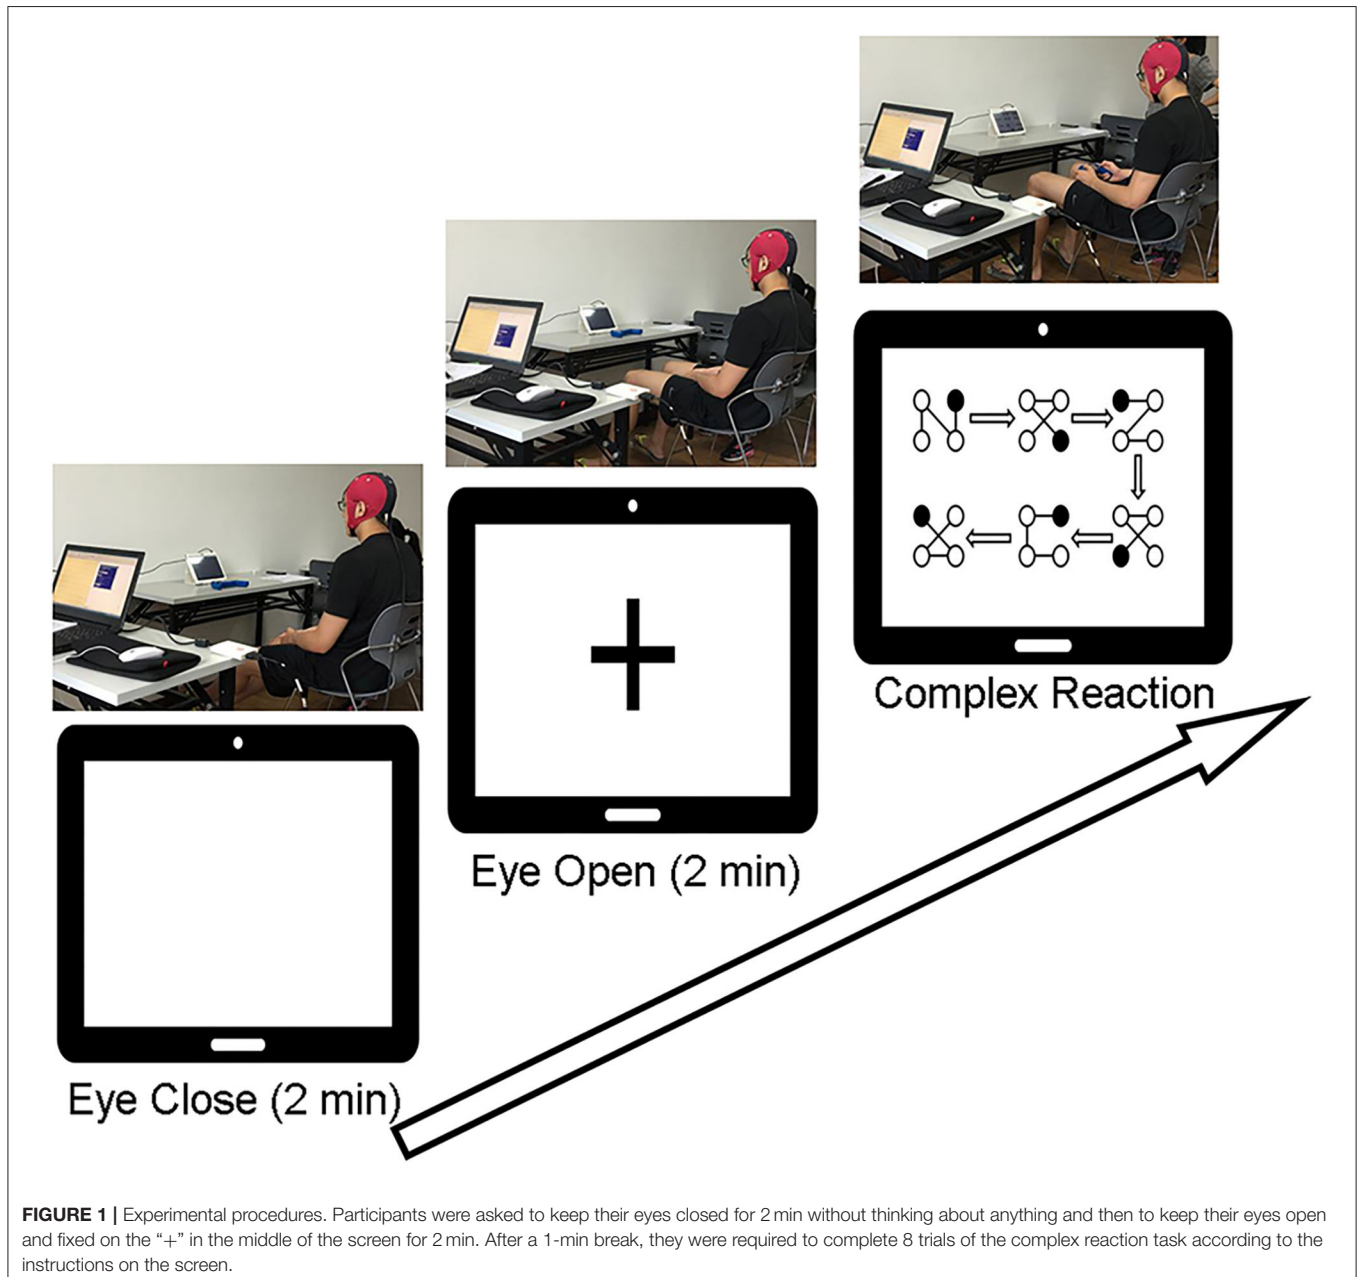 Complex Reaction
Eye Open (2 min)
Eye Close (2 min)
FIGURE 1 | Experimental procedures. Participants were asked to keep their eyes closed for 2 min without thinking about anything and then to keep their eyes open
and fixed on the “+” in the middle of the screen for 2 min. After a 1-min break, they were required to complete 8 trials of the complex reaction task according to the
instructions on the screen.